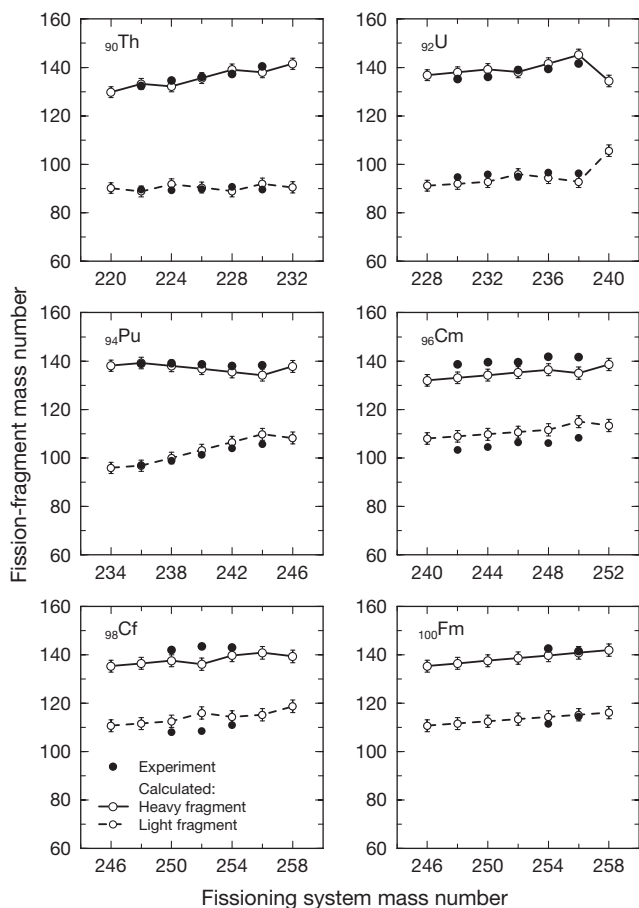 Fission-fragment mass number
₉₀Th
160
140
120
100
80
60
220 224 228 232
₉₂U
160
140
120
100
80
60
228 232 236 240
₉₄Pu
160
140
120
100
80
60
234 238 242 246
₉₆Cm
160
140
120
100
80
60
240 244 248 252
₉₈Cf
160
140
120
100
80
60
246 250 254 258
Experiment
Calculated:
Heavy fragment
Light fragment
₁₀₀Fm
160
140
120
100
80
60
246 250 254 258
Fissioning system mass number